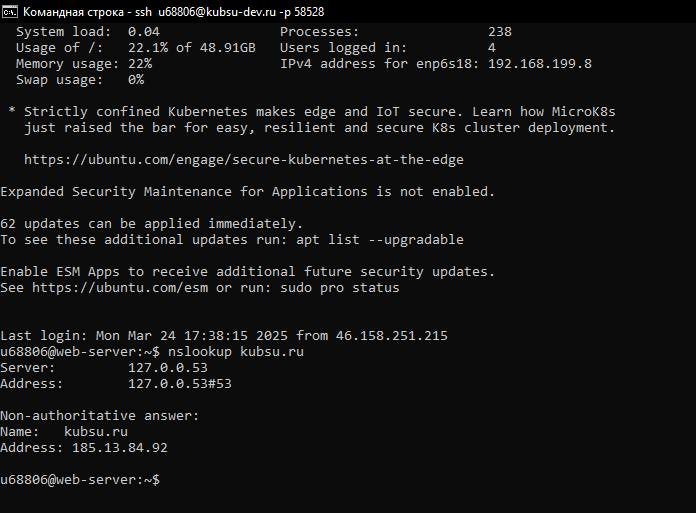 Командная строка - ssh  u68806@kubsu-dev.ru -p 58528
  System load:  0.04               Processes:               238
  Usage of /:   22.1% of 48.91GB   Users logged in:         4
  Memory usage: 22%                IPv4 address for enp6s18: 192.168.199.8
  Swap usage:   0%

 * Strictly confined Kubernetes makes edge and IoT secure. Learn how MicroK8s
   just raised the bar for easy, resilient and secure K8s cluster deployment.

   https://ubuntu.com/engage/secure-kubernetes-at-the-edge

Expanded Security Maintenance for Applications is not enabled.

62 updates can be applied immediately.
To see these additional updates run: apt list --upgradable

Enable ESM Apps to receive additional future security updates.
See https://ubuntu.com/esm or run: sudo pro status


Last login: Mon Mar 24 17:38:15 2025 from 46.158.251.215
u68806@web-server:~$ nslookup kubsu.ru
Server:         127.0.0.53
Address:        127.0.0.53#53

Non-authoritative answer:
Name:   kubsu.ru
Address: 185.13.84.92

u68806@web-server:~$